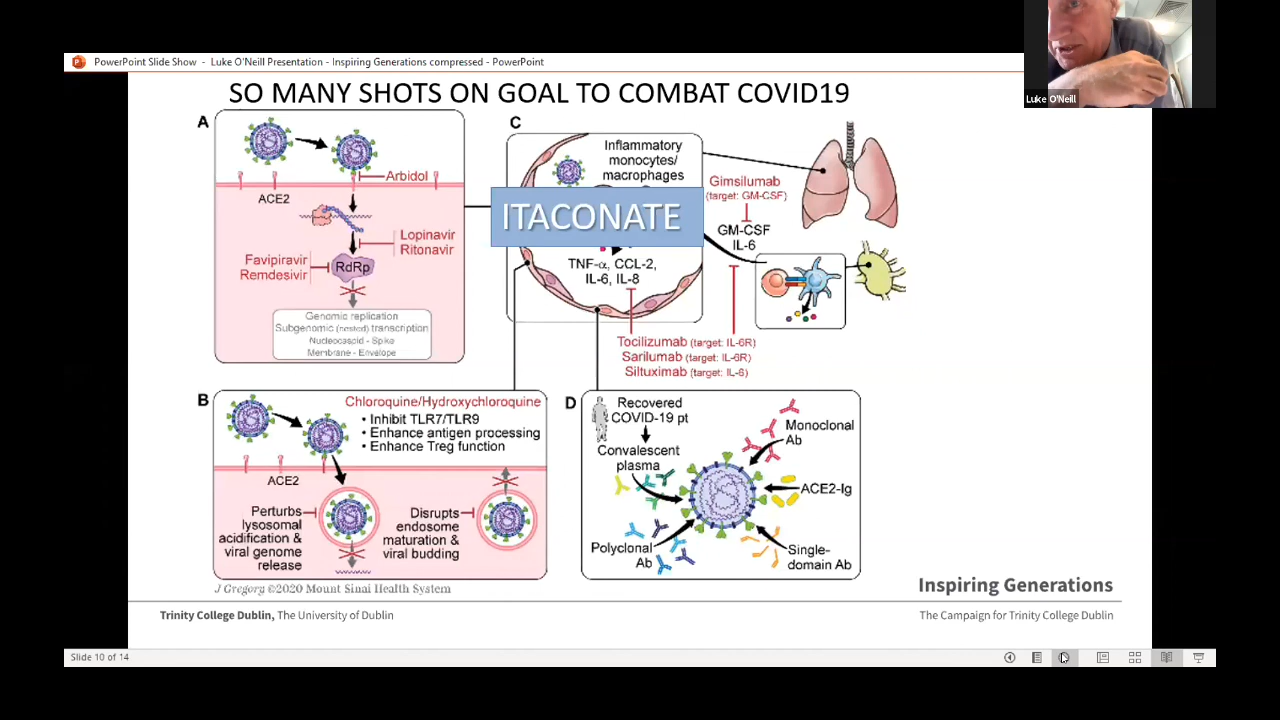 PowerPoint Slide Show - Luke O'Neill Presentation - Inspiring Generations compressed - PowerPoint
Luke O'Neill
SO MANY SHOTS ON GOAL TO COMBAT COVID19
A
Arbidol
ACE2
Lopinavir
Ritonavir
Favipiravir
Remdesivir
RdRp
Genomic replication
Subgenomic (nested) transcription
Nucleocaspid - Spike
Membrane - Envelope
C
Inflammatory
monocytes/
macrophages
ITACONATE
TNF-α, CCL-2,
IL-6, IL-8
Gimsilumab
(target: GM-CSF)
GM-CSF
IL-6
Tocilizumab (target: IL-6R)
Sarilumab (target: IL-6R)
Siltuximab (target: IL-6)
B
Chloroquine/Hydroxychloroquine
• Inhibit TLR7/TLR9
• Enhance antigen processing
• Enhance Treg function
ACE2
Perturbs
lysosomal
acidification &
viral genome
release
Disrupts
endosome
maturation &
viral budding
D
Recovered
COVID-19 pt
Convalescent
plasma
Monoclonal
Ab
ACE2-Ig
Polyclonal
Ab
Single-
domain Ab
J Gregory ©2020 Mount Sinai Health System
Inspiring Generations
Trinity College Dublin, The University of Dublin
The Campaign for Trinity College Dublin
Slide 10 of 14